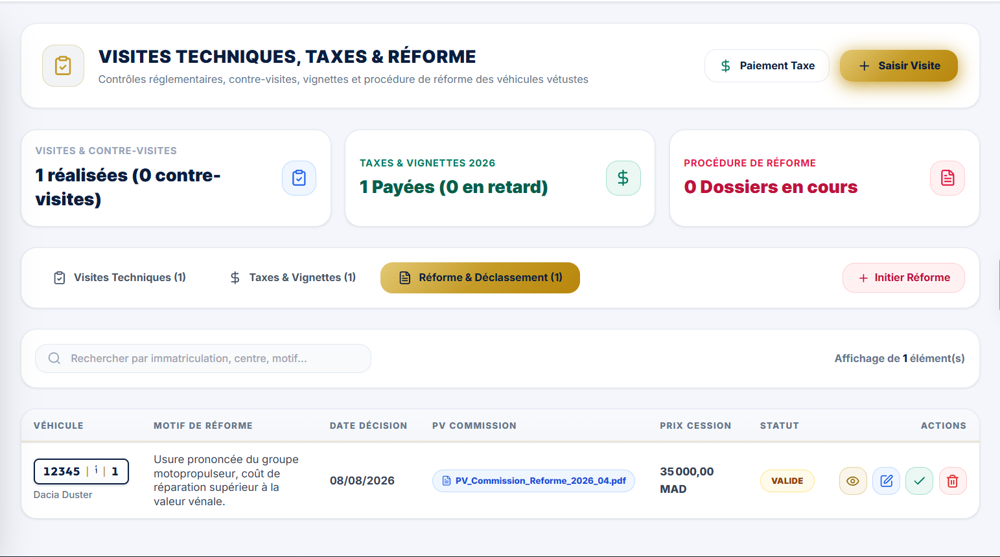 VISITES TECHNIQUES, TAXES & RÉFORME
Contrôles réglementaires, contre-visites, vignettes et procédure de réforme des véhicules vétustes
Paiement Taxe
Saisir Visite
VISITES & CONTRE-VISITES
1 réalisées (0 contre-
visites)
TAXES & VIGNETTES 2026
1 Payées (0 en retard)
PROCÉDURE DE RÉFORME
0 Dossiers en cours
Visites Techniques (1)
Taxes & Vignettes (1)
Réforme & Déclassement (1)
Initier Réforme
Rechercher par immatriculation, centre, motif...
Affichage de 1 élément(s)
VÉHICULE
MOTIF DE RÉFORME
DATE DÉCISION
PV COMMISSION
PRIX CESSION
STATUT
ACTIONS
12345 | أ | 1
Dacia Duster
Usure prononcée du groupe
motopropulseur, coût de
réparation supérieur à la
valeur vénale.
08/08/2026
PV_Commission_Reforme_2026_04.pdf
35 000,00
MAD
VALIDE